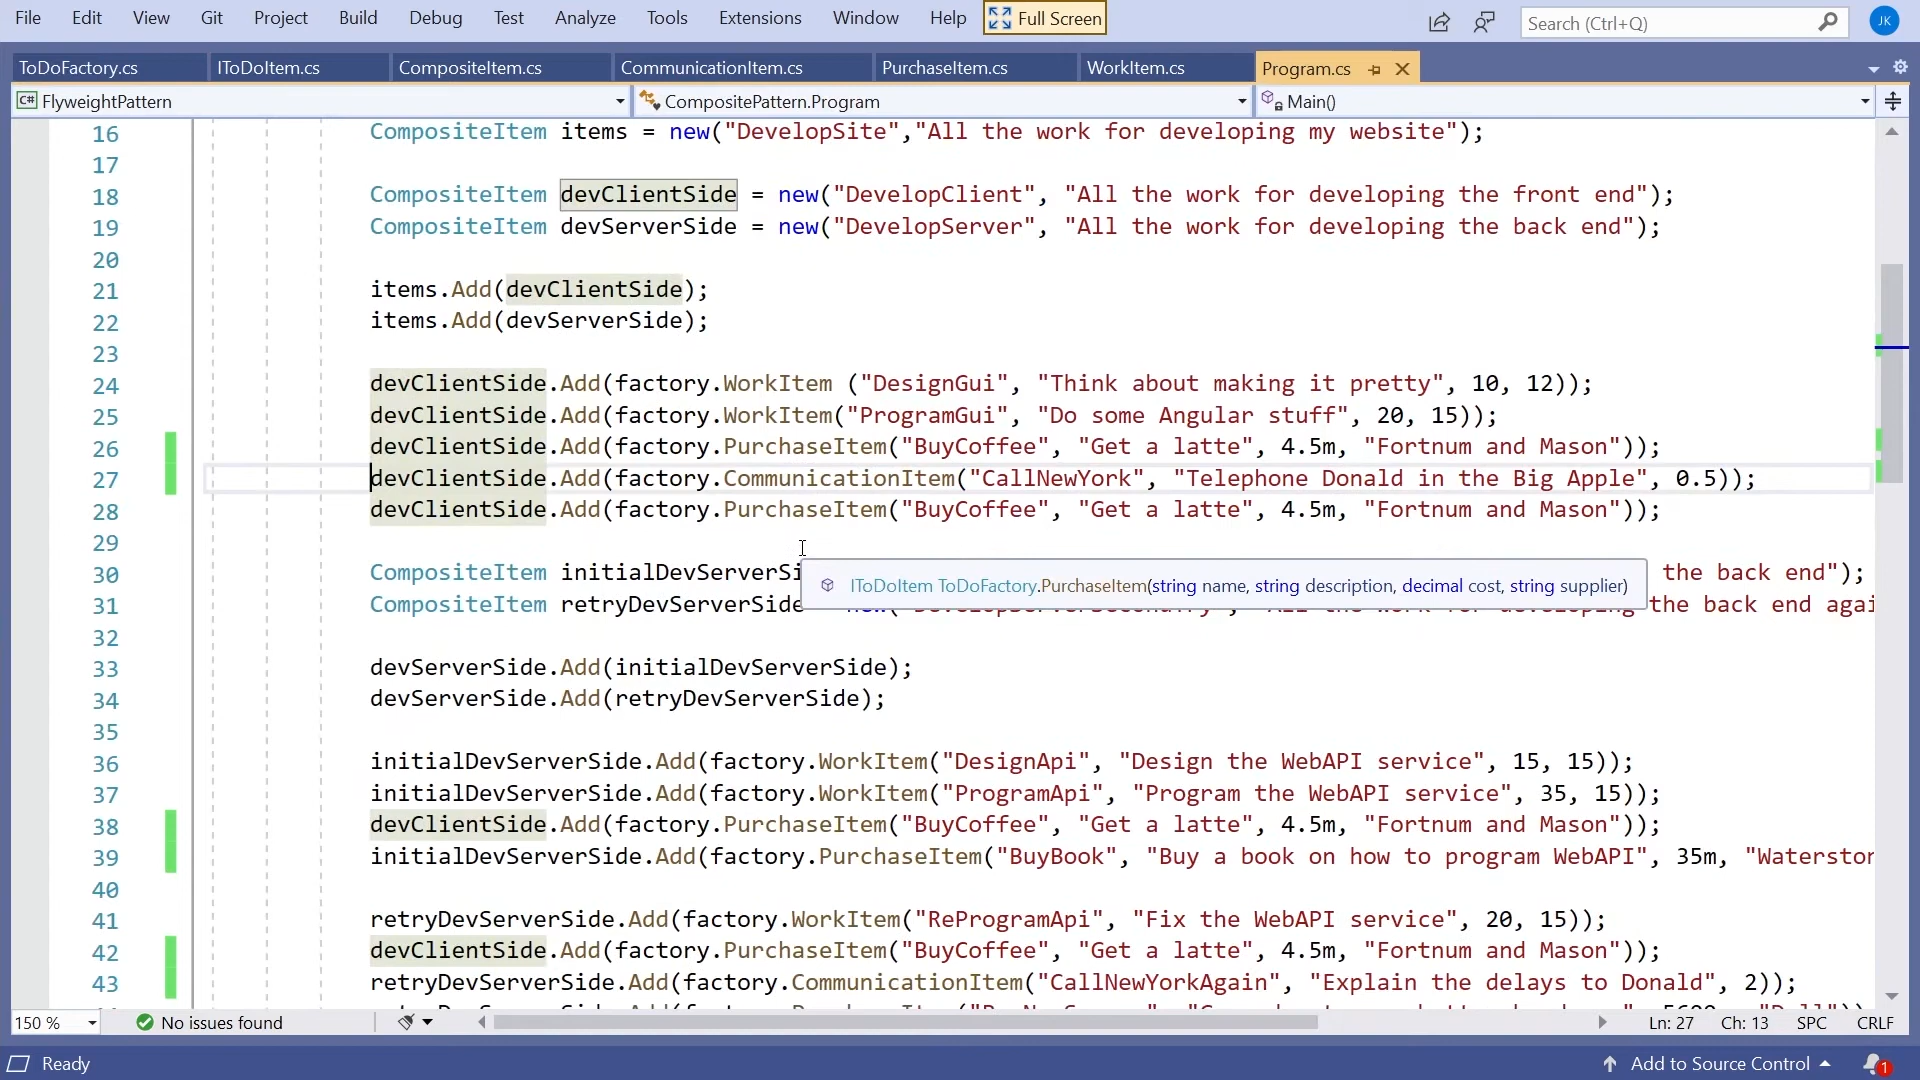 File Edit View Git Project Build Debug Test Analyze Tools Extensions Window Help Full Screen Search (Ctrl+Q) JK
ToDoFactory.cs IToDoItem.cs CompositeItem.cs CommunicationItem.cs PurchaseItem.cs WorkItem.cs Program.cs
C# FlyweightPattern CompositePattern.Program Main()
16 CompositeItem items = new("DevelopSite","All the work for developing my website");
17
18 CompositeItem devClientSide = new("DevelopClient", "All the work for developing the front end");
19 CompositeItem devServerSide = new("DevelopServer", "All the work for developing the back end");
20
21 items.Add(devClientSide);
22 items.Add(devServerSide);
23
24 devClientSide.Add(factory.WorkItem ("DesignGui", "Think about making it pretty", 10, 12));
25 devClientSide.Add(factory.WorkItem("ProgramGui", "Do some Angular stuff", 20, 15));
26 devClientSide.Add(factory.PurchaseItem("BuyCoffee", "Get a latte", 4.5m, "Fortnum and Mason"));
27 devClientSide.Add(factory.CommunicationItem("CallNewYork", "Telephone Donald in the Big Apple", 0.5));
28 devClientSide.Add(factory.PurchaseItem("BuyCoffee", "Get a latte", 4.5m, "Fortnum and Mason"));
29
30 CompositeItem initialDevServerSi the back end");
IToDoItem ToDoFactory.PurchaseItem(string name, string description, decimal cost, string supplier)
31 CompositeItem retryDevServerSide the back end agai
32
33 devServerSide.Add(initialDevServerSide);
34 devServerSide.Add(retryDevServerSide);
35
36 initialDevServerSide.Add(factory.WorkItem("DesignApi", "Design the WebAPI service", 15, 15));
37 initialDevServerSide.Add(factory.WorkItem("ProgramApi", "Program the WebAPI service", 35, 15));
38 devClientSide.Add(factory.PurchaseItem("BuyCoffee", "Get a latte", 4.5m, "Fortnum and Mason"));
39 initialDevServerSide.Add(factory.PurchaseItem("BuyBook", "Buy a book on how to program WebAPI", 35m, "Waterstor
40
41 retryDevServerSide.Add(factory.WorkItem("ReProgramApi", "Fix the WebAPI service", 20, 15));
42 devClientSide.Add(factory.PurchaseItem("BuyCoffee", "Get a latte", 4.5m, "Fortnum and Mason"));
43 retryDevServerSide.Add(factory.CommunicationItem("CallNewYorkAgain", "Explain the delays to Donald", 2));
150 % No issues found Ln: 27 Ch: 13 SPC CRLF
Ready Add to Source Control 1